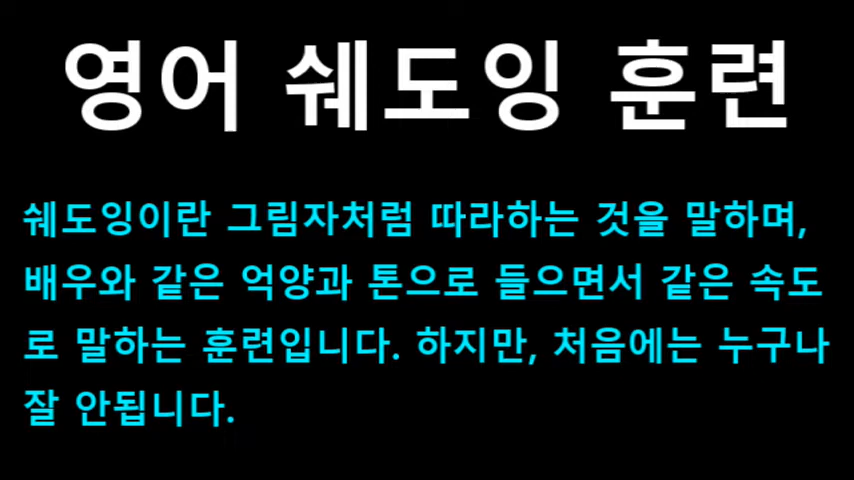 영어 쉐도잉 훈련
쉐도잉이란 그림자처럼 따라하는 것을 말하며,
배우와 같은 억양과 톤으로 들으면서 같은 속도
로 말하는 훈련입니다. 하지만, 처음에는 누구나
잘 안됩니다.